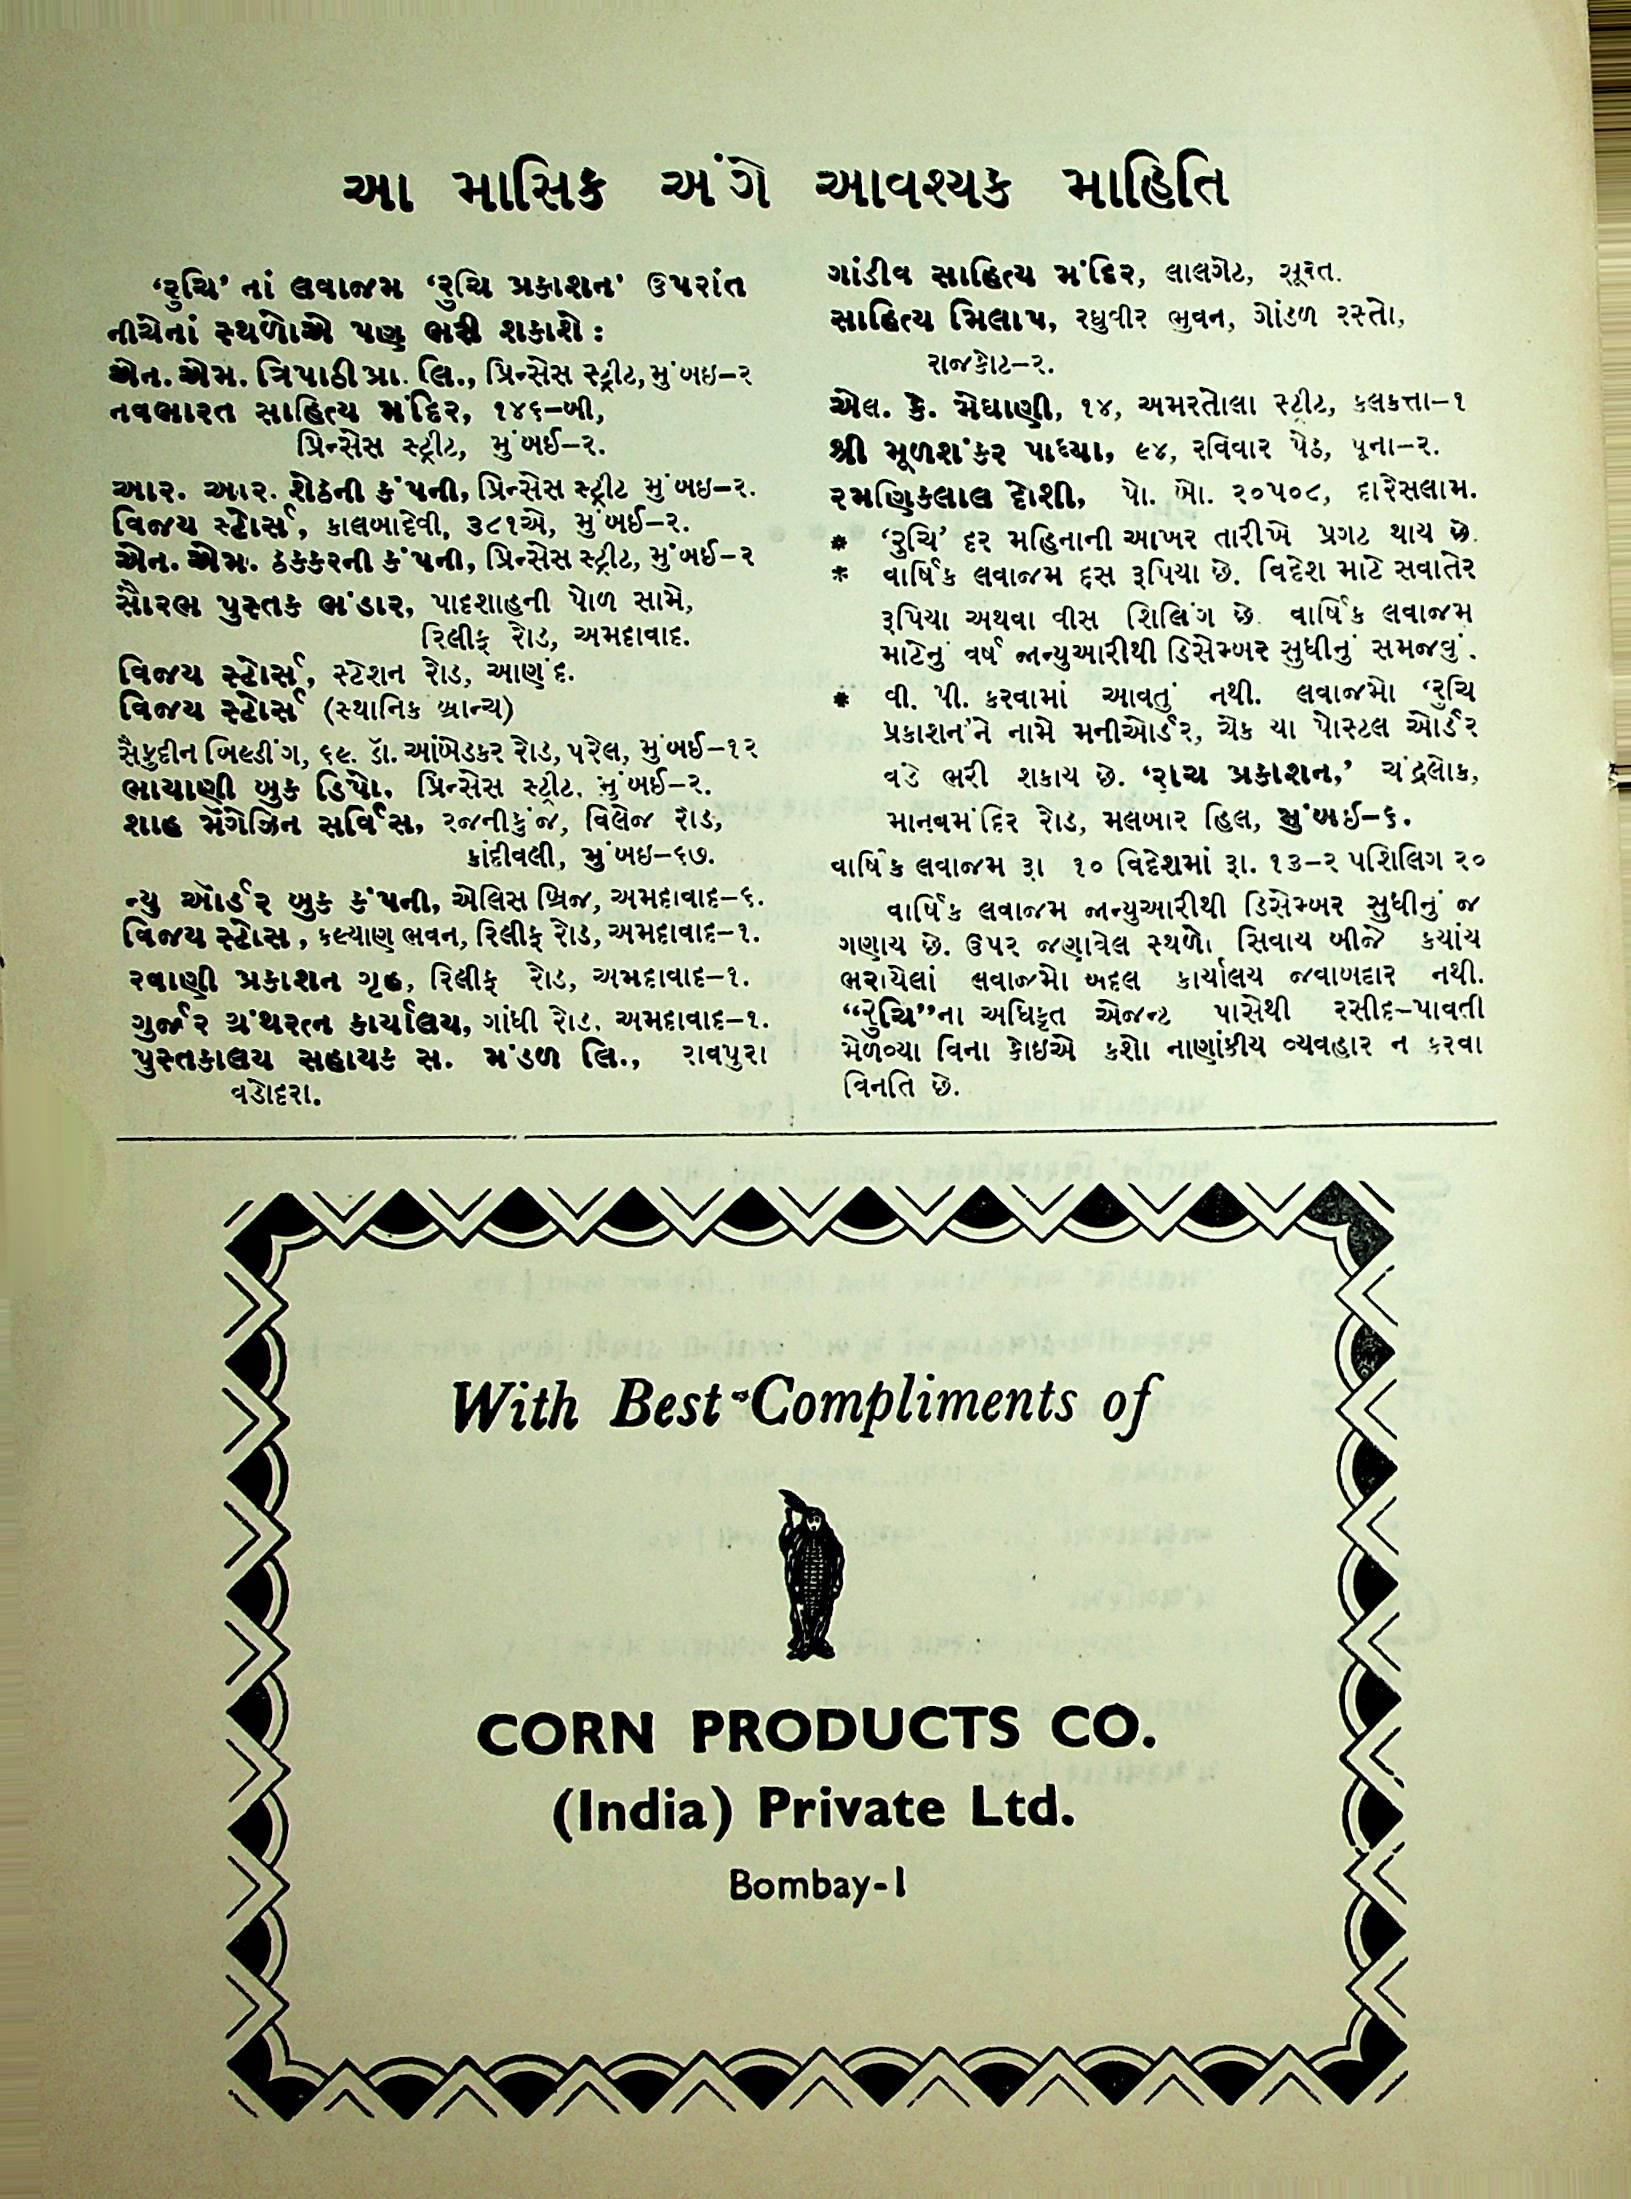 આ માસિક અંગે આવશ્યક માહિતિ
‘રુચિ’ નાં લવાજમ ‘રુચિ પ્રકાશન’ ઉપરાંત
નીચેનાં સ્થળોએ પણ ભરી શકાશે :
એન. એમ. ત્રિપાઠી પ્રા. લિ., પ્રિન્સેસ સ્ટ્રીટ, મુંબઇ–૨
નવભારત સાહિત્ય મંદિર, ૧૪૬–બી,
પ્રિન્સેસ સ્ટ્રીટ, મુંબઈ–૨.
આર. આર. શેઠની કંપની, પ્રિન્સેસ સ્ટ્રીટ મુંબઇ–૨.
વિજય સ્ટોર્સ, કાલબાદેવી, ૩૮૧એ, મુંબઈ–૨.
એન. એમ. ઠક્કરની કંપની, પ્રિન્સેસ સ્ટ્રીટ, મુંબઈ–૨
સૌરભ પુસ્તક ભંડાર, પાદશાહની પોળ સામે,
રિલીફ રોડ, અમદાવાદ.
વિજય સ્ટોર્સ, સ્ટેશન રોડ, આણંદ.
વિજય સ્ટોર્સ (સ્થાનિક બ્રાન્ચ)
સૈફુદીન બિલ્ડીંગ, ૬૯. ડૉ. આંબેડકર રોડ, પરેલ, મુંબઈ–૧૨
ભાયાણી બુક ડિપો, પ્રિન્સેસ સ્ટ્રીટ, મુંબઈ–૨.
શાહ મેંગેઝિન સર્વિસ, રજનીકુંજ, વિલેજ રોડ,
કાંદીવલી, મુંબઇ–૬૭.
ન્યુ ઓર્ડર બુક કંપની, એલિસ બ્રિજ, અમદાવાદ–૬.
વિજય સ્ટોસ , કલ્યાણ ભવન, રિલીફ રોડ, અમદાવાદ–૧.
રવાણી પ્રકાશન ગૃહ, રિલીફ રોડ, અમદાવાદ–૧.
ગુર્જર ગ્રંથરત્ન કાર્યાલય, ગાંધી રોડ. અમદાવાદ–૧.
પુસ્તકાલય સહાયક સ. મંડળ લિ., રાવપુરા
વડોદરા.
ગાંડીવ સાહિત્ય મંદિર, લાલગેટ, સૂરત.
સાહિત્ય મિલાપ, રઘુવીર ભુવન, ગોંડળ રસ્તો,
રાજકોટ–૨.
એલ. કે. મેઘાણી, ૧૪, અમરતોલા સ્ટ્રીટ, કલકત્તા–૧
શ્રી મૂળશંકર પાધ્યા, ૯૪, રવિવાર પેઠ, પૂના–૨.
રમણિકલાલ દોશી, પો. બો. ૨૦૫૦૮, દારેસલામ.
* ‘રુચિ’ દર મહિનાની આખર તારીખે પ્રગટ થાય છે.
* વાર્ષિક લવાજમ દસ રૂપિયા છે. વિદેશ માટે સવાતેર
રૂપિયા અથવા વીસ શિલિંગ છે. વાર્ષિક લવાજમ
માટેનું વર્ષ જાન્યુઆરીથી ડિસેમ્બર સુધીનું સમજવું.
* વી. પી. કરવામાં આવતું નથી. લવાજમો ‘રુચિ
પ્રકાશન’ને નામે મનીઓર્ડર, ચેક યા પોસ્ટલ ઓર્ડર
વડે ભરી શકાય છે. ‘રાચ પ્રકાશન,’ ચંદ્રલોક,
માનવમંદિર રોડ, મલબાર હિલ, મુંબઇ–૬.
વાર્ષિક લવાજમ રૂા ૧૦ વિદેશમાં રૂા. ૧૩–૨૫શિલિગ ૨૦
વાર્ષિક લવાજમ જાન્યુઆરીથી ડિસેમ્બર સુધીનું જ
ગણાય છે. ઉપર જણાવેલ સ્થળો સિવાય બીજે કયાંય
ભરાયેલાં લવાજમો બદલ કાર્યાલય જવાબદાર નથી.
“રુચિ”ના અધિકૃત એજન્ટ પાસેથી રસીદ–પાવતી
મેળવ્યા વિના કોઇએ કશો નાણાંકીય વ્યવહાર ન કરવા
વિનતિ છે.
With Best Compliments of
CORN PRODUCTS CO.
(India) Private Ltd.
Bombay-1